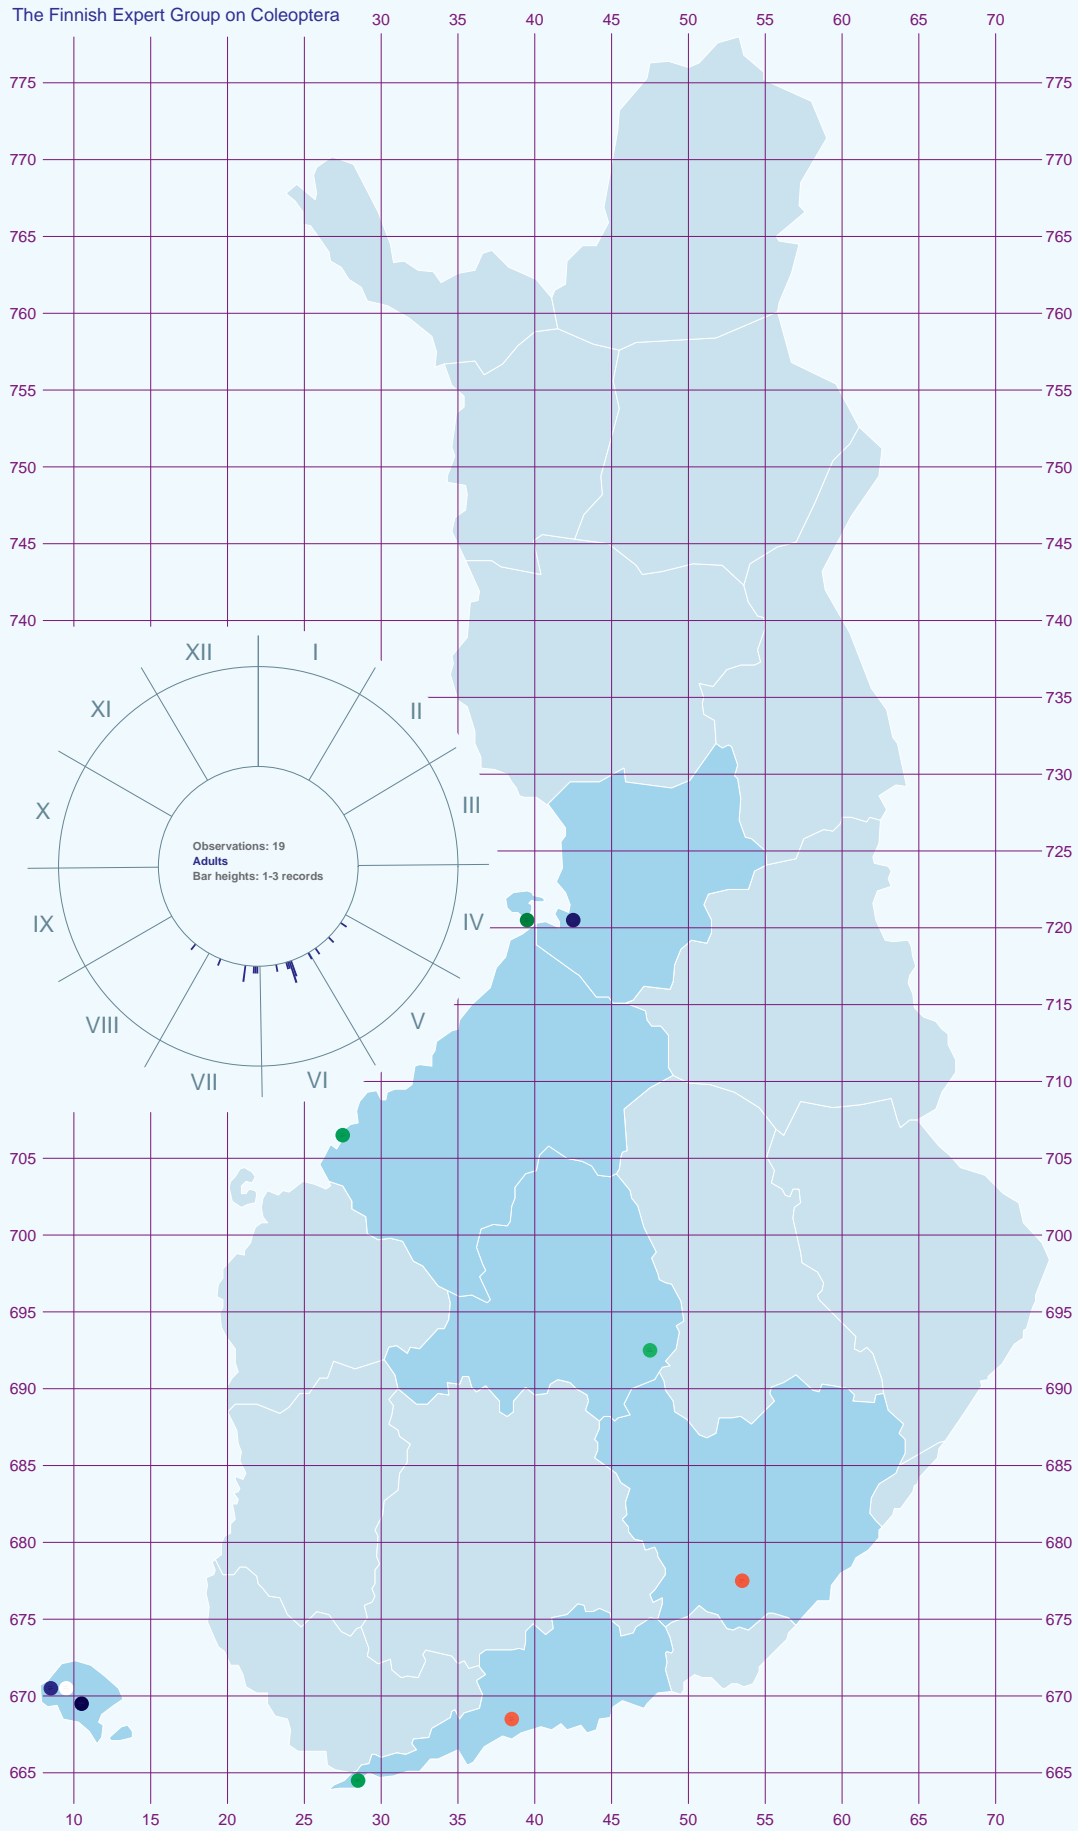 The Finnish Expert Group on Coleoptera
30 35 40 45 50 55 60 65 70
775 775
770 770
765 765
760 760
755 755
750 750
745 745
740 740
XII I
XI II
735
730
X III
Observations: 19
Adults
Bar heights: 1-3 records
725
IX IV 720
715
VIII V
VII VI
710
705 705
700 700
695 695
690 690
685 685
680 680
675 675
670 670
665 665
10 15 20 25 30 35 40 45 50 55 60 65 70